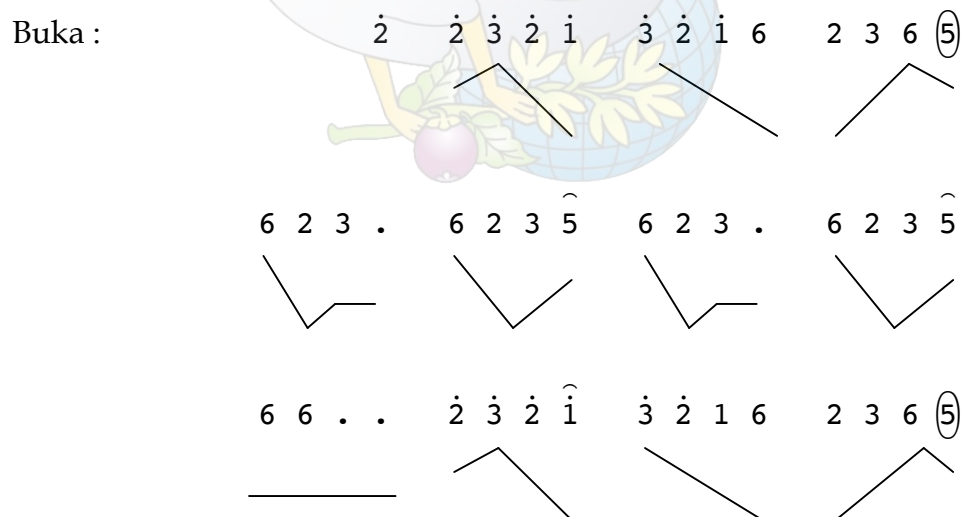 Buka : 2̇ 2̇ 3̇ 2̇ 1̇ 3̇ 2̇ 1̇ 6 2 3 6 ⑤
6 2 3 . 6 2 3 5̑ 6 2 3 . 6 2 3 5̑
6 6 . . 2̇ 3̇ 2̇ 1̇̑ 3̇ 2̇ 1 6 2 3 6 ⑤